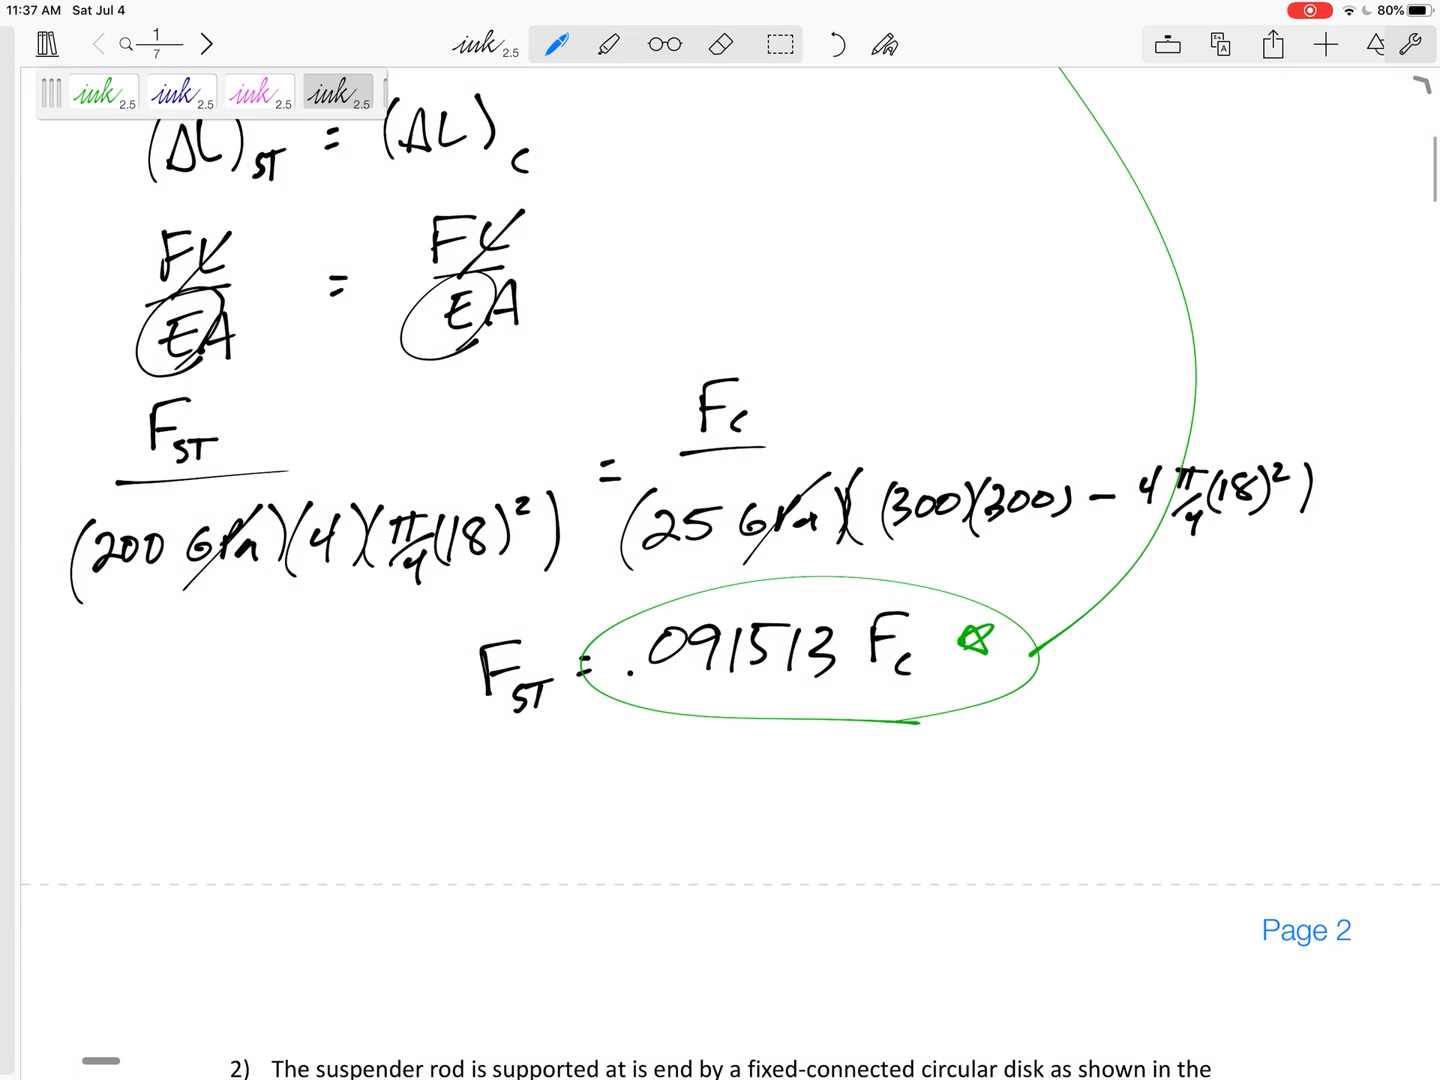 11:37 AM Sat Jul 4
80%
1
7
ink 2.5
ink 2.5 ink 2.5 ink 2.5 ink 2.5
(ΔL)ST = (ΔL)C
FL/EA = FL/EA
FST/((200 GPa)(4)(π/4(18)²)) = FC/((25 GPa)((300)(300) - 4 π/4(18)²))
FST = .091513 FC
Page 2
2) The suspender rod is supported at is end by a fixed-connected circular disk as shown in the